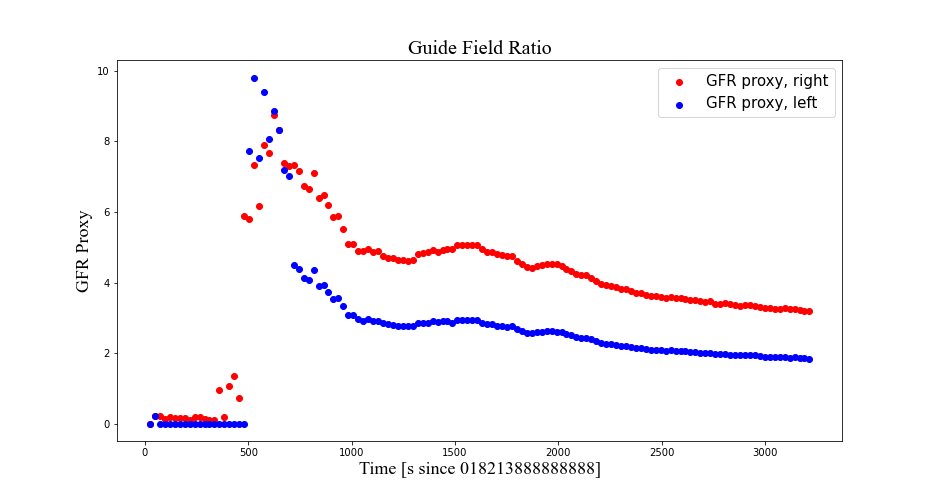 Guide Field Ratio
GFR proxy, right
GFR proxy, left
GFR Proxy
10
8
6
4
2
0
0 500 1000 1500 2000 2500 3000
Time [s since 018213888888888]